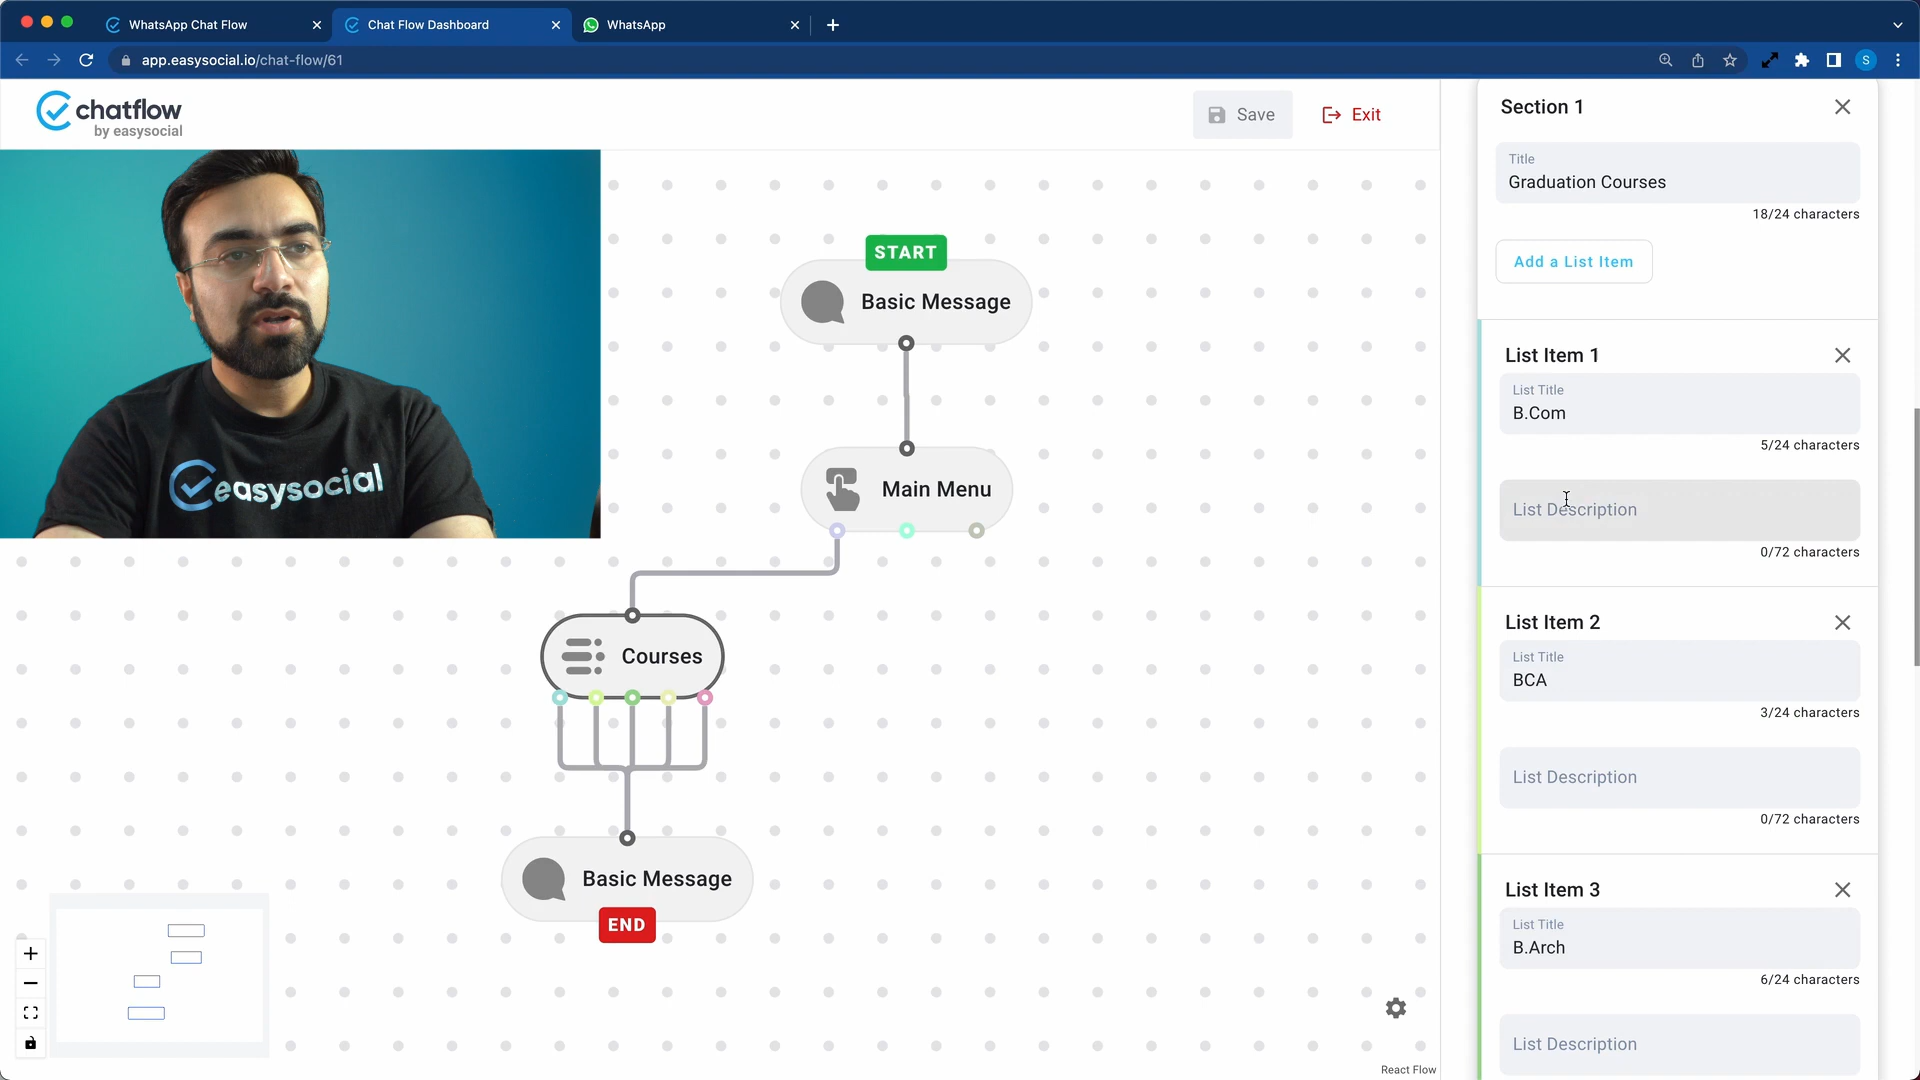 WhatsApp Chat Flow
Chat Flow Dashboard
WhatsApp
app.easysocial.io/chat-flow/61
S
chatflow
by easysocial
Save
Exit
easysocial
START
Basic Message
Main Menu
Courses
Basic Message
END
React Flow
Section 1
Title
Graduation Courses
18/24 characters
Add a List Item
List Item 1
List Title
B.Com
5/24 characters
List Description
0/72 characters
List Item 2
List Title
BCA
3/24 characters
List Description
0/72 characters
List Item 3
List Title
B.Arch
6/24 characters
List Description